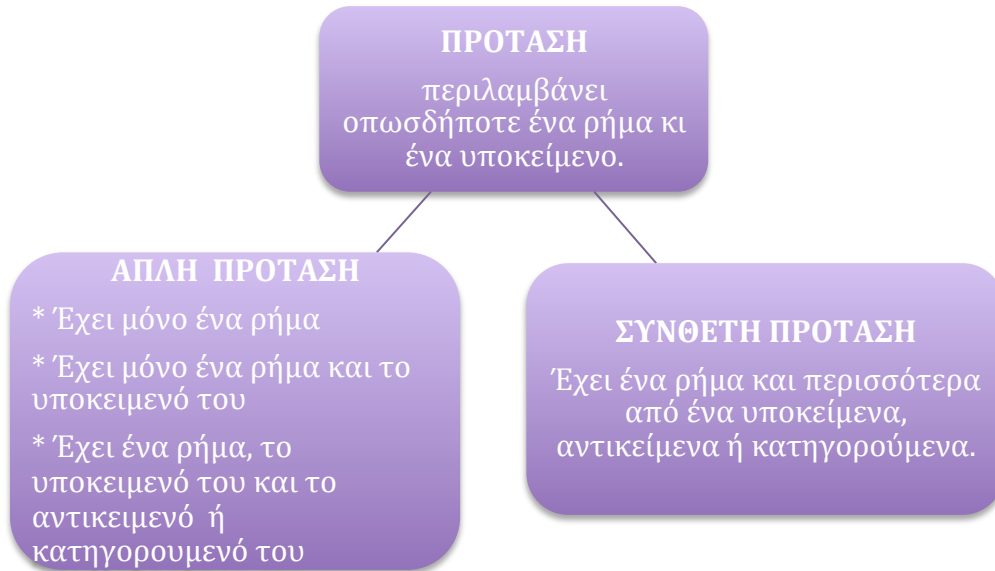 ΠΡΟΤΑΣΗ
περιλαμβάνει
οπωσδήποτε ένα ρήμα κι
ένα υποκείμενο.
ΑΠΛΗ ΠΡΟΤΑΣΗ
* Έχει μόνο ένα ρήμα
* Έχει μόνο ένα ρήμα και το
υποκειμενό του
* Έχει ένα ρήμα, το
υποκειμενό του και το
αντικειμενό ή
κατηγορουμενό του
ΣΥΝΘΕΤΗ ΠΡΟΤΑΣΗ
Έχει ένα ρήμα και περισσότερα
από ένα υποκείμενα,
αντικείμενα ή κατηγορούμενα.